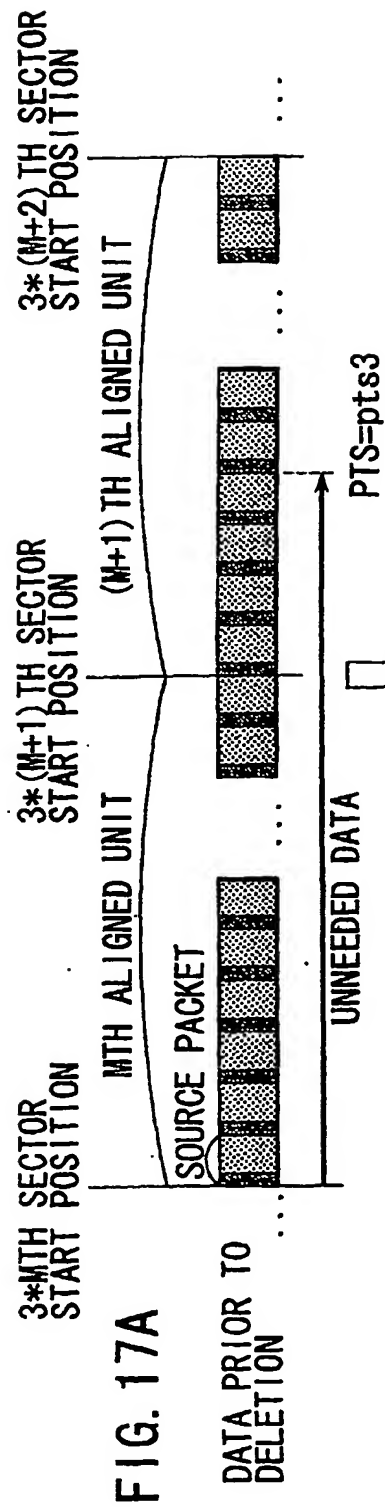 FIG. 17A
3*MTH SECTOR
START POSITION
3*(M+1)TH SECTOR
START POSITION
3*(M+2)TH SECTOR
START POSITION
MTH ALIGNED UNIT
(M+1)TH ALIGNED UNIT
SOURCE PACKET
DATA PRIOR TO
DELETION
...
...
...
...
UNNEEDED DATA
PTS=pts3